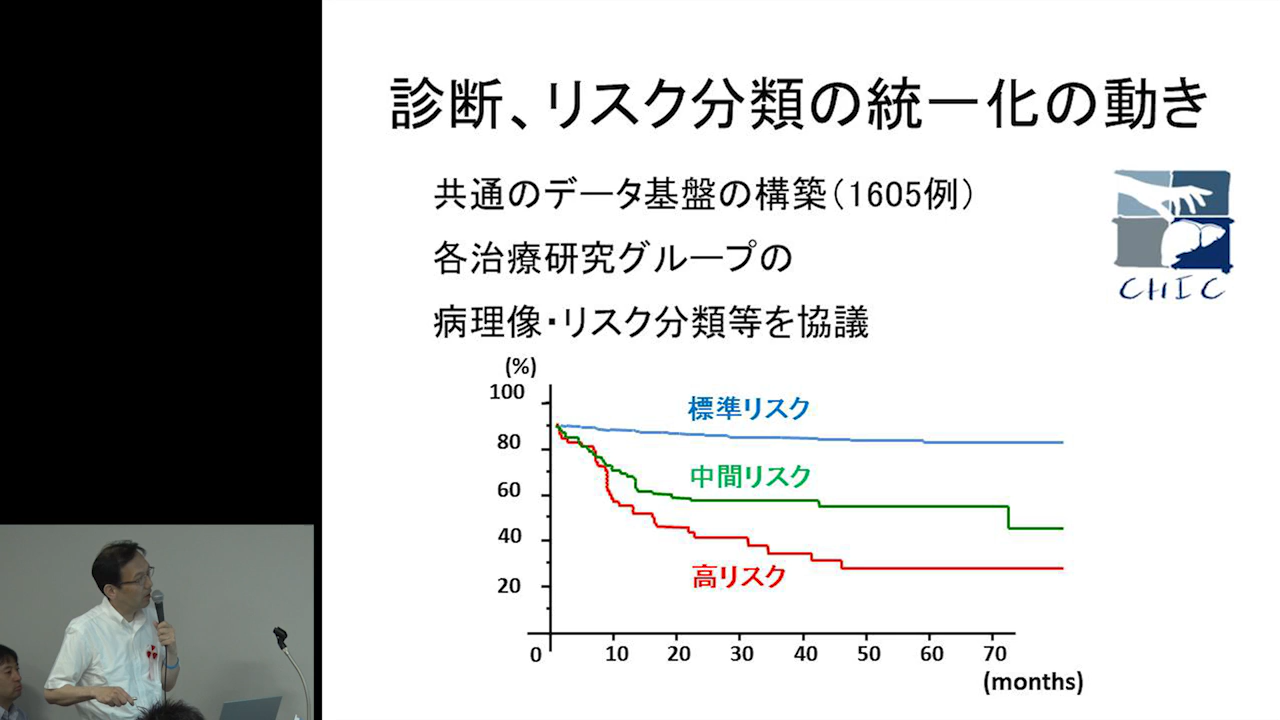 診断、リスク分類の統一化の動き
共通のデータ基盤の構築（1605例）
各治療研究グループの
病理像・リスク分類等を協議
CHIC
(%)
100
80
60
40
20
標準リスク
中間リスク
高リスク
0 10 20 30 40 50 60 70
(months)